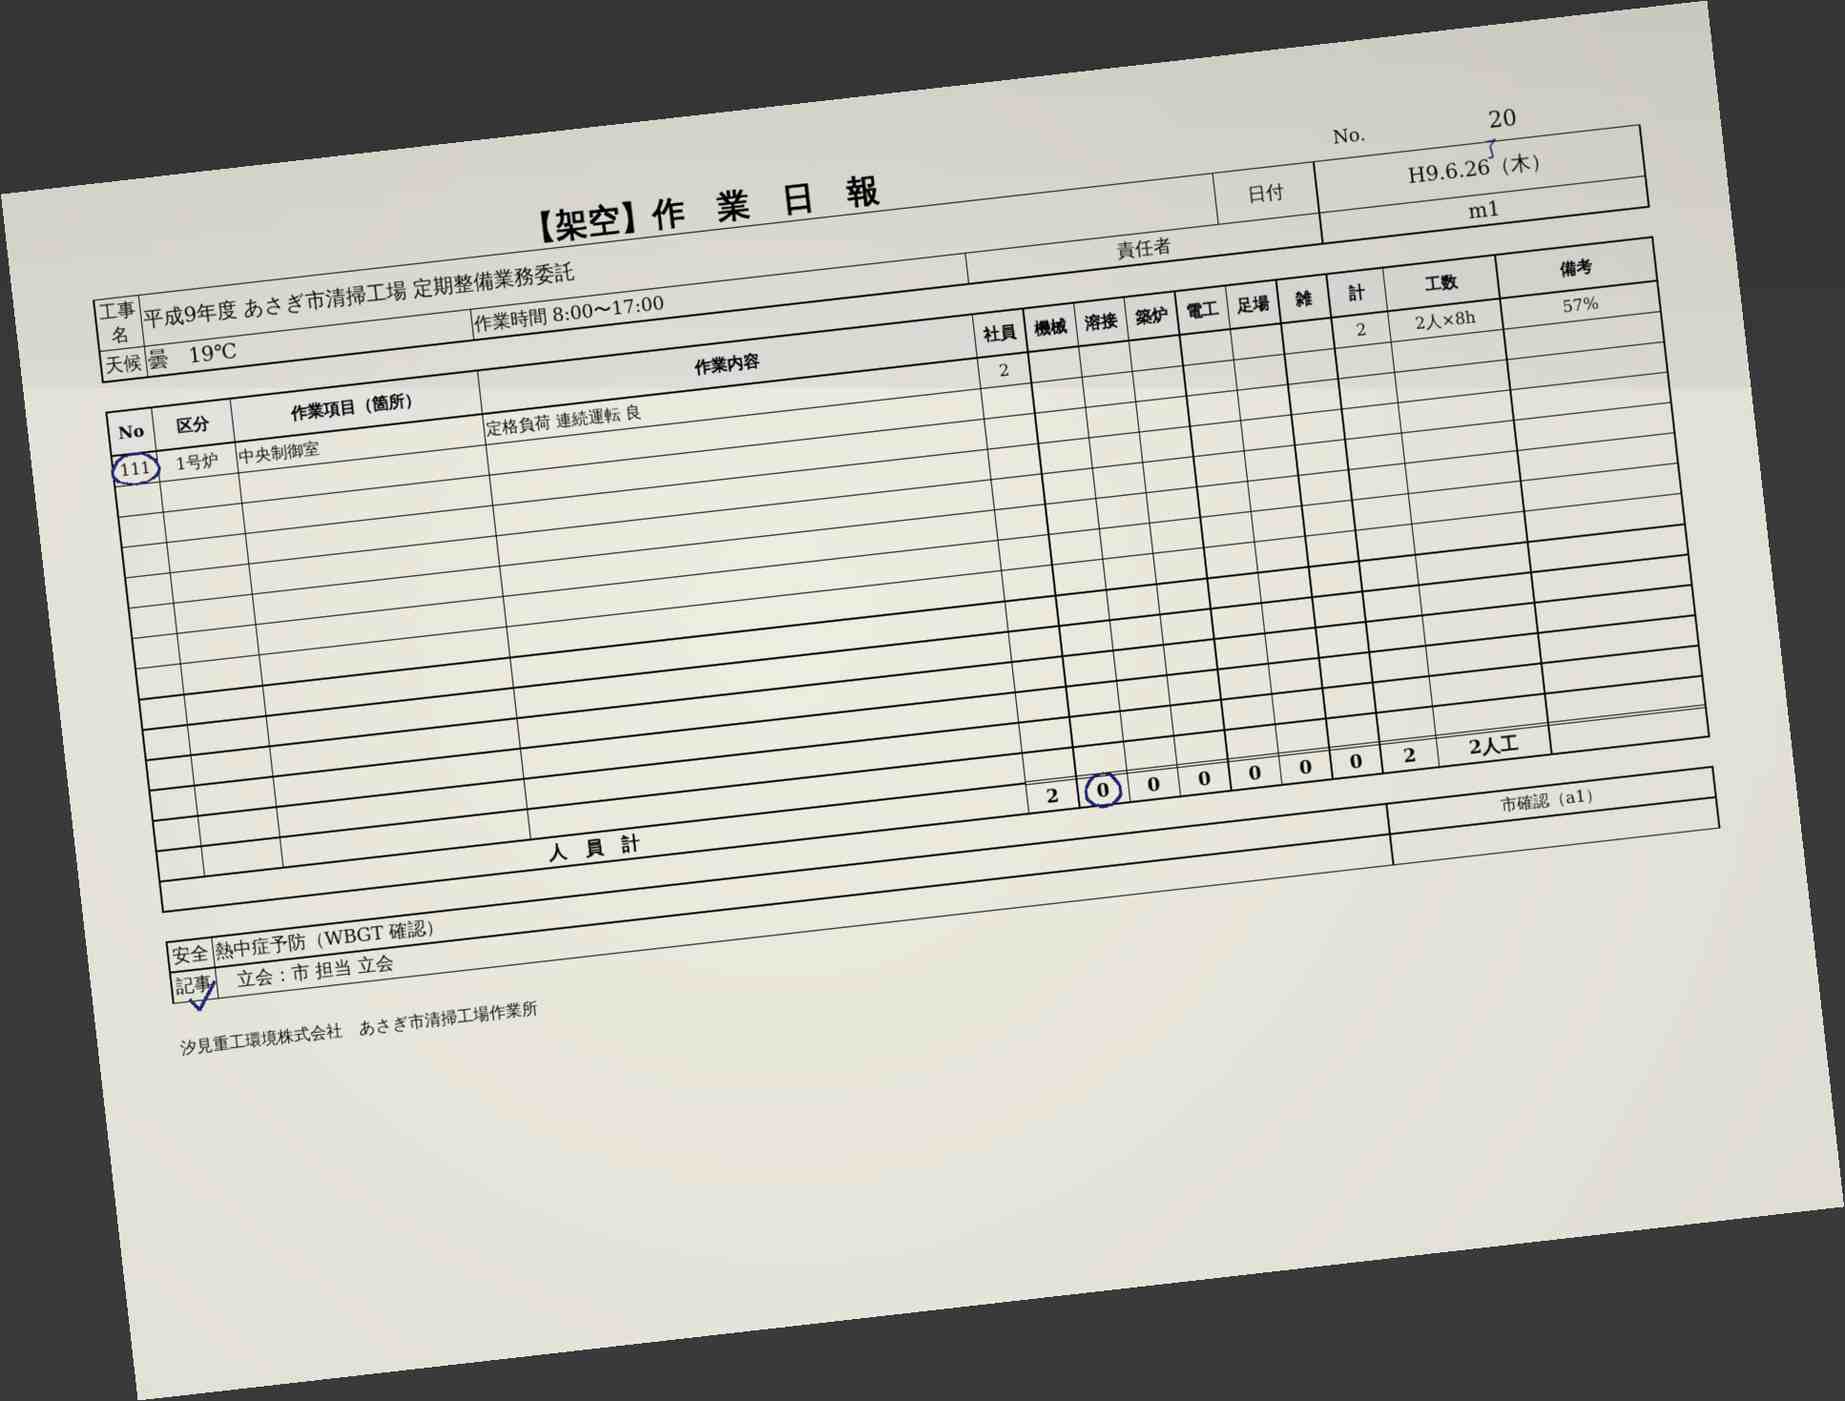 No. 20
【架空】作 業 日 報
工事名 平成9年度 あさぎ市清掃工場 定期整備業務委託 日付 H9.6.26（木）
天候 曇 19℃ 作業時間 8:00〜17:00 責任者 m1
No 区分 作業項目（箇所） 作業内容 社員 機械 溶接 築炉 電工 足場 雑 計 工数 備考
111 1号炉 中央制御室 定格負荷 連続運転 良 2 2 2人×8h 57%
人 員 計 2 0 0 0 0 0 0 2 2人工
安全 熱中症予防（WBGT 確認） 市確認（a1）
記事 立会：市 担当 立会
汐見重工環境株式会社 あさぎ市清掃工場作業所